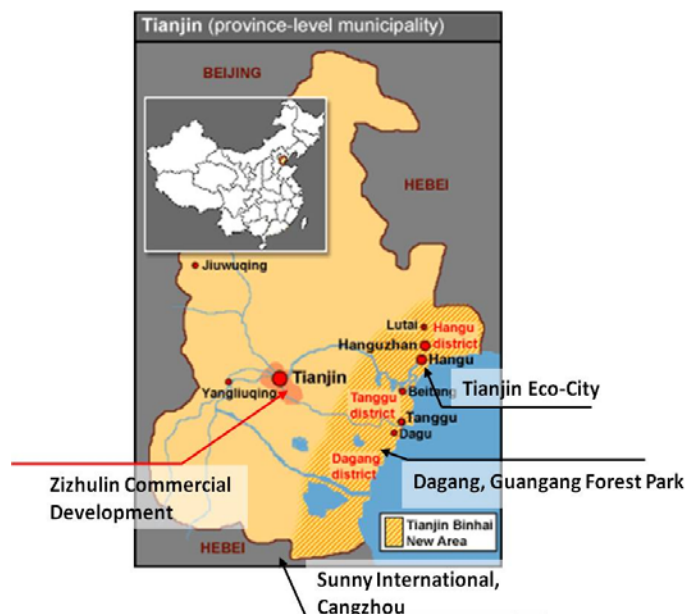 Tianjin (province-level municipality)
BEIJING
HEBEI
Jiuwuqing
Lutai
Hangu
district
Hanguzhan
Hangu
Tianjin
Yangliuqing
Beitang
Tianjin Eco-City
Tanggu
district
Tanggu
Dagu
Dagang
district
Zizhulin Commercial
Development
Dagang, Guangang Forest Park
Tianjin Binhai
New Area
HEBEI
Sunny International,
Cangzhou